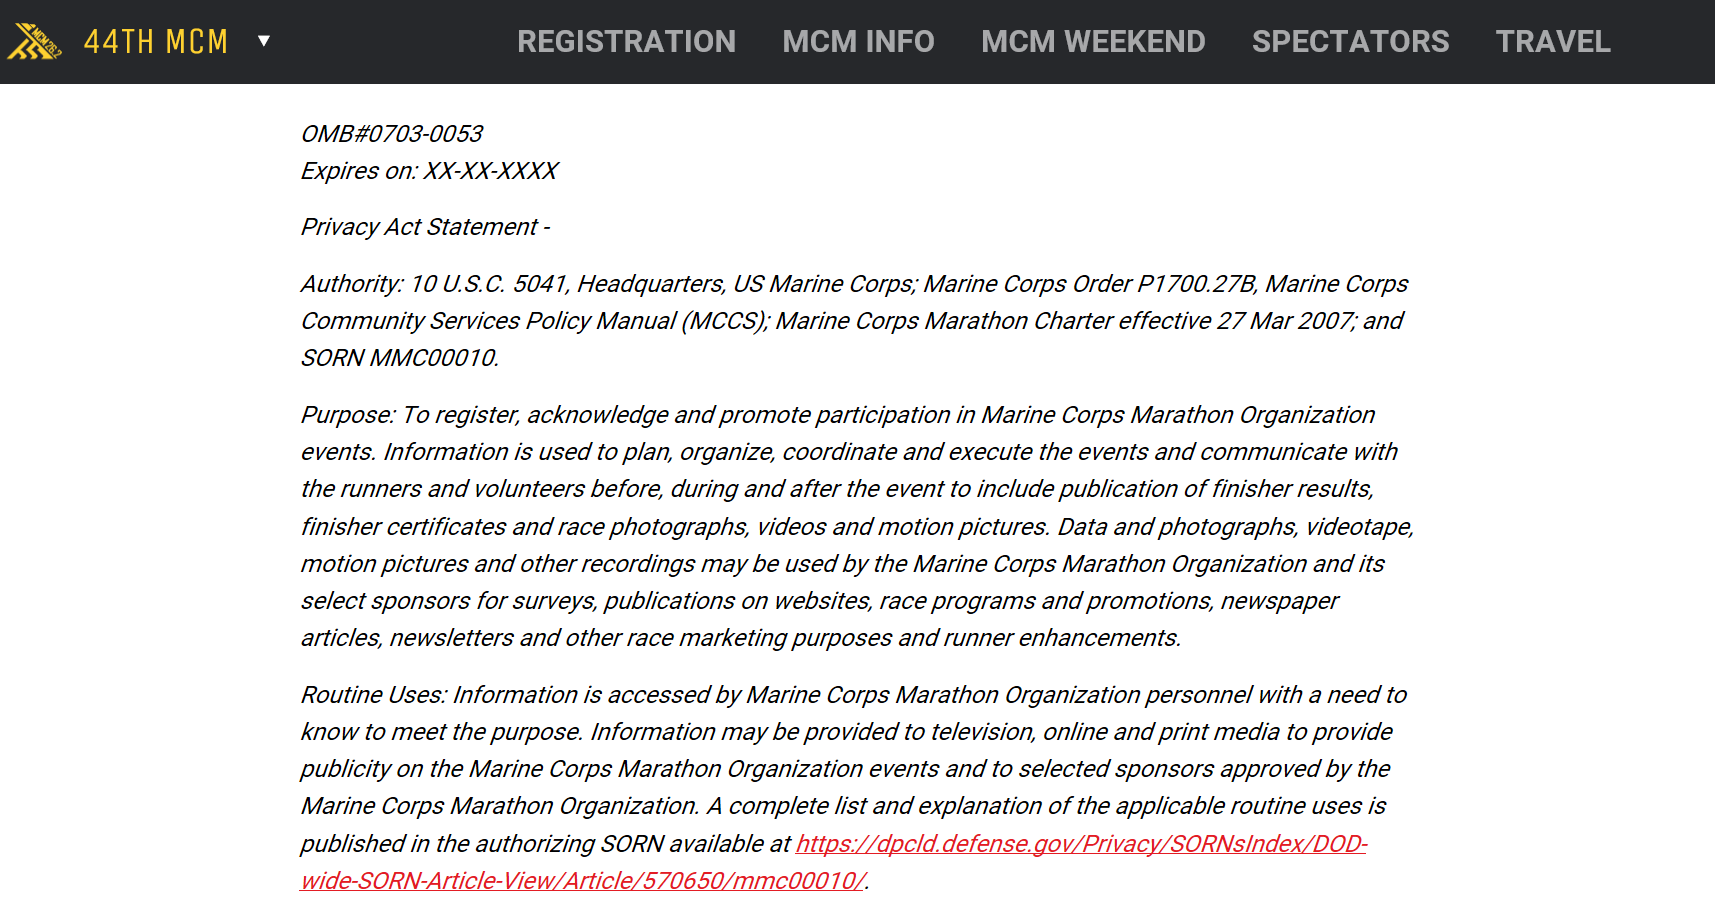 MCM26.2 44TH MCM ▼ REGISTRATION MCM INFO MCM WEEKEND SPECTATORS TRAVEL
OMB#0703-0053
Expires on: XX-XX-XXXX
Privacy Act Statement -
Authority: 10 U.S.C. 5041, Headquarters, US Marine Corps; Marine Corps Order P1700.27B, Marine Corps
Community Services Policy Manual (MCCS); Marine Corps Marathon Charter effective 27 Mar 2007; and
SORN MMC00010.
Purpose: To register, acknowledge and promote participation in Marine Corps Marathon Organization
events. Information is used to plan, organize, coordinate and execute the events and communicate with
the runners and volunteers before, during and after the event to include publication of finisher results,
finisher certificates and race photographs, videos and motion pictures. Data and photographs, videotape,
motion pictures and other recordings may be used by the Marine Corps Marathon Organization and its
select sponsors for surveys, publications on websites, race programs and promotions, newspaper
articles, newsletters and other race marketing purposes and runner enhancements.
Routine Uses: Information is accessed by Marine Corps Marathon Organization personnel with a need to
know to meet the purpose. Information may be provided to television, online and print media to provide
publicity on the Marine Corps Marathon Organization events and to selected sponsors approved by the
Marine Corps Marathon Organization. A complete list and explanation of the applicable routine uses is
published in the authorizing SORN available at https://dpcld.defense.gov/Privacy/SORNsIndex/DOD-
wide-SORN-Article-View/Article/570650/mmc00010/.